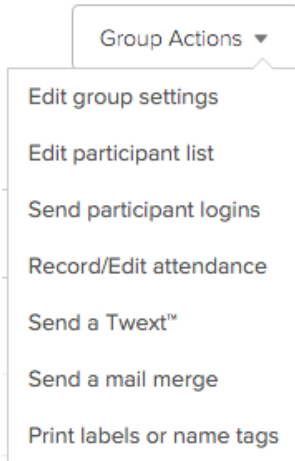 Group Actions
Edit group settings
Edit participant list
Send participant logins
Record/Edit attendance
Send a Twext™
Send a mail merge
Print labels or name tags